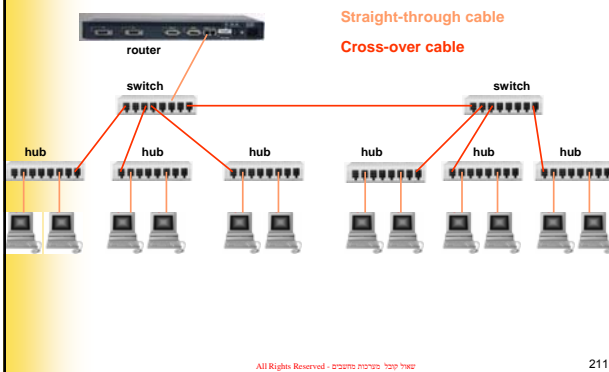 Straight-through cable
Cross-over cable
router
switch
switch
hub
hub
hub
hub
hub
hub
All Rights Reserved - שאול קובל מערכות מחשבים
211